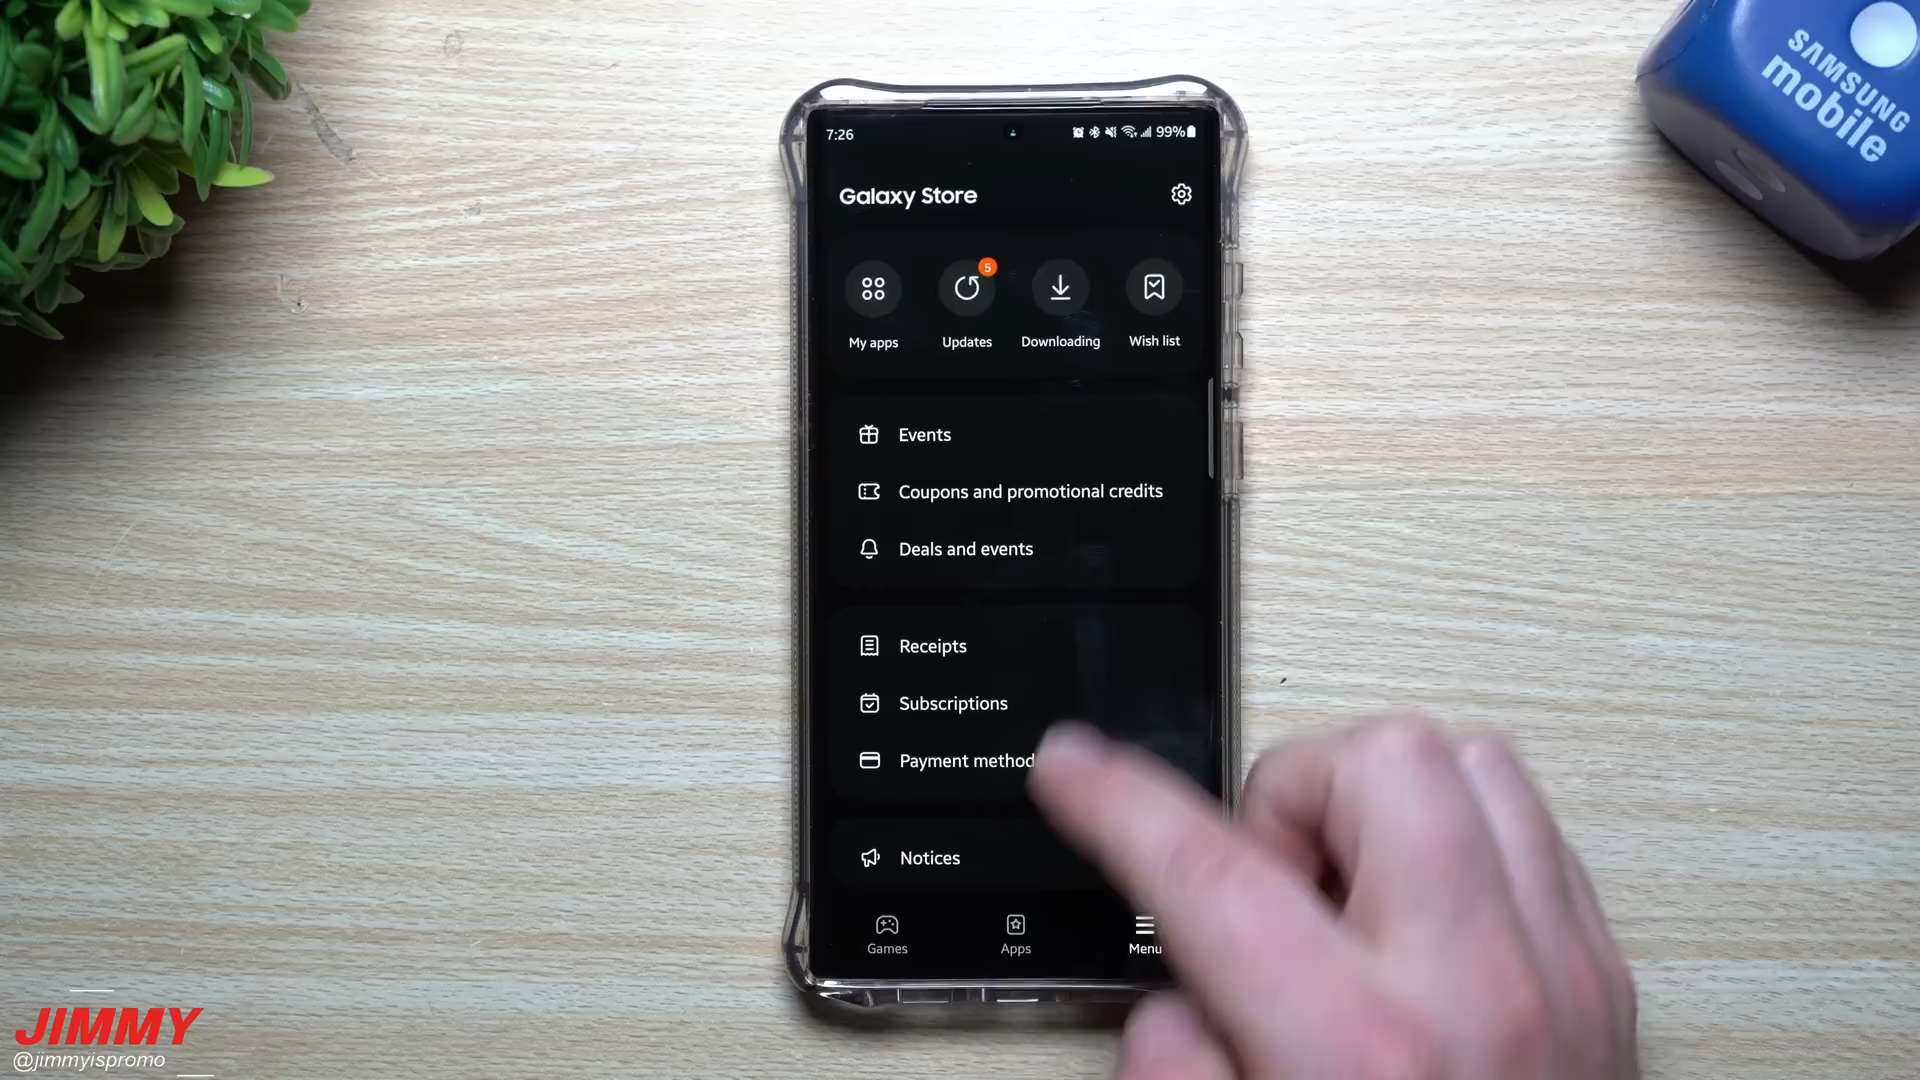 SAMSUNG
mobile
7:26
99%
Galaxy Store
5
My apps
Updates
Downloading
Wish list
Events
Coupons and promotional credits
Deals and events
Receipts
Subscriptions
Payment method
Notices
Games
Apps
Menu
JIMMY
@jimmyispromo